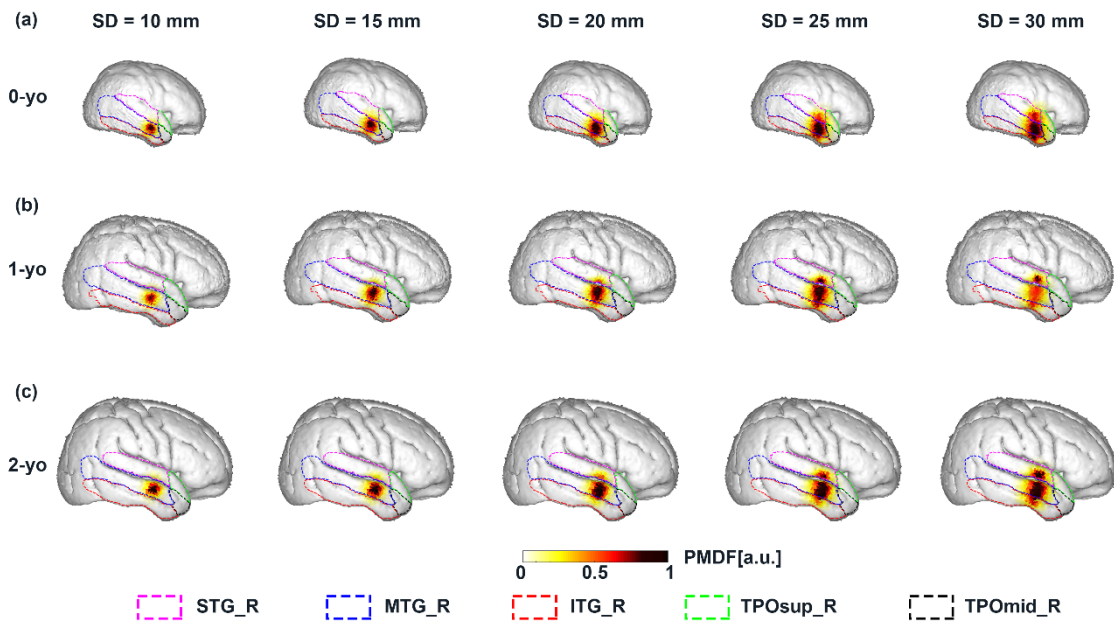 (a)
SD = 10 mm SD = 15 mm SD = 20 mm SD = 25 mm SD = 30 mm
0-yo
(b)
1-yo
(c)
2-yo
PMDF[a.u.]
0 0.5 1
STG_R MTG_R ITG_R TPOsup_R TPOmid_R